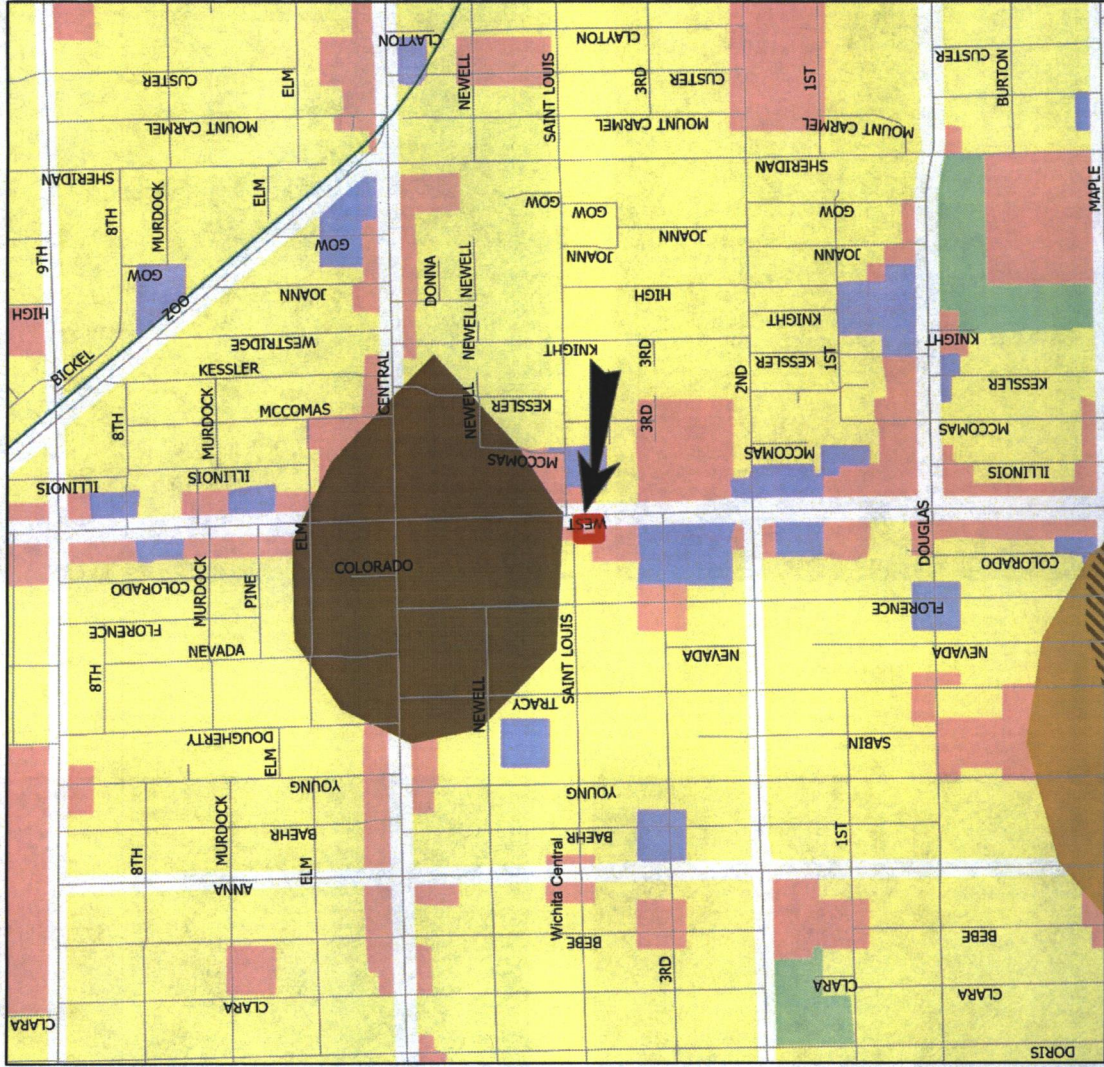 CLAYTON
CLAYTON
CUSTER
ELM
NEWELL
SAINT LOUIS
3RD
CUSTER
1ST
CUSTER
BURTON
MOUNT CARMEL
MOUNT CARMEL
MOUNT CARMEL
SHERIDAN
SHERIDAN
MAPLE
8TH
MURDOCK
ELM
GOW
GOW
GOW
9TH
GOW
GOW
JOANN
DONNA
NEWELL
JOANN
JOANN
HIGH
ZOO
JOANN
HIGH
KNIGHT
WESTRIDGE
NEWELL
KNIGHT
3RD
KNIGHT
BICKEL
KESSLER
CENTRAL
2ND
KESSLER
1ST
KESSLER
8TH
MURDOCK
MCCOMAS
NEWELL
KESSLER
3RD
MCCOMAS
ILLINOIS
ILLINOIS
MCCOMAS
MCCOMAS
ILLINOIS
ELM
WEST
DOUGLAS
COLORADO
MURDOCK
PINE
COLORADO
COLORADO
FLORENCE
FLORENCE
8TH
NEVADA
SAINT LOUIS
NEVADA
NEVADA
NEWELL
TRACY
DOUGHERTY
ELM
SABIN
YOUNG
YOUNG
8TH
MURDOCK
BAEHR
BAEHR
1ST
ANNA
ELM
Wichita Central
BEBE
BEBE
3RD
CLARA
CLARA
CLARA
CLARA
DORIS